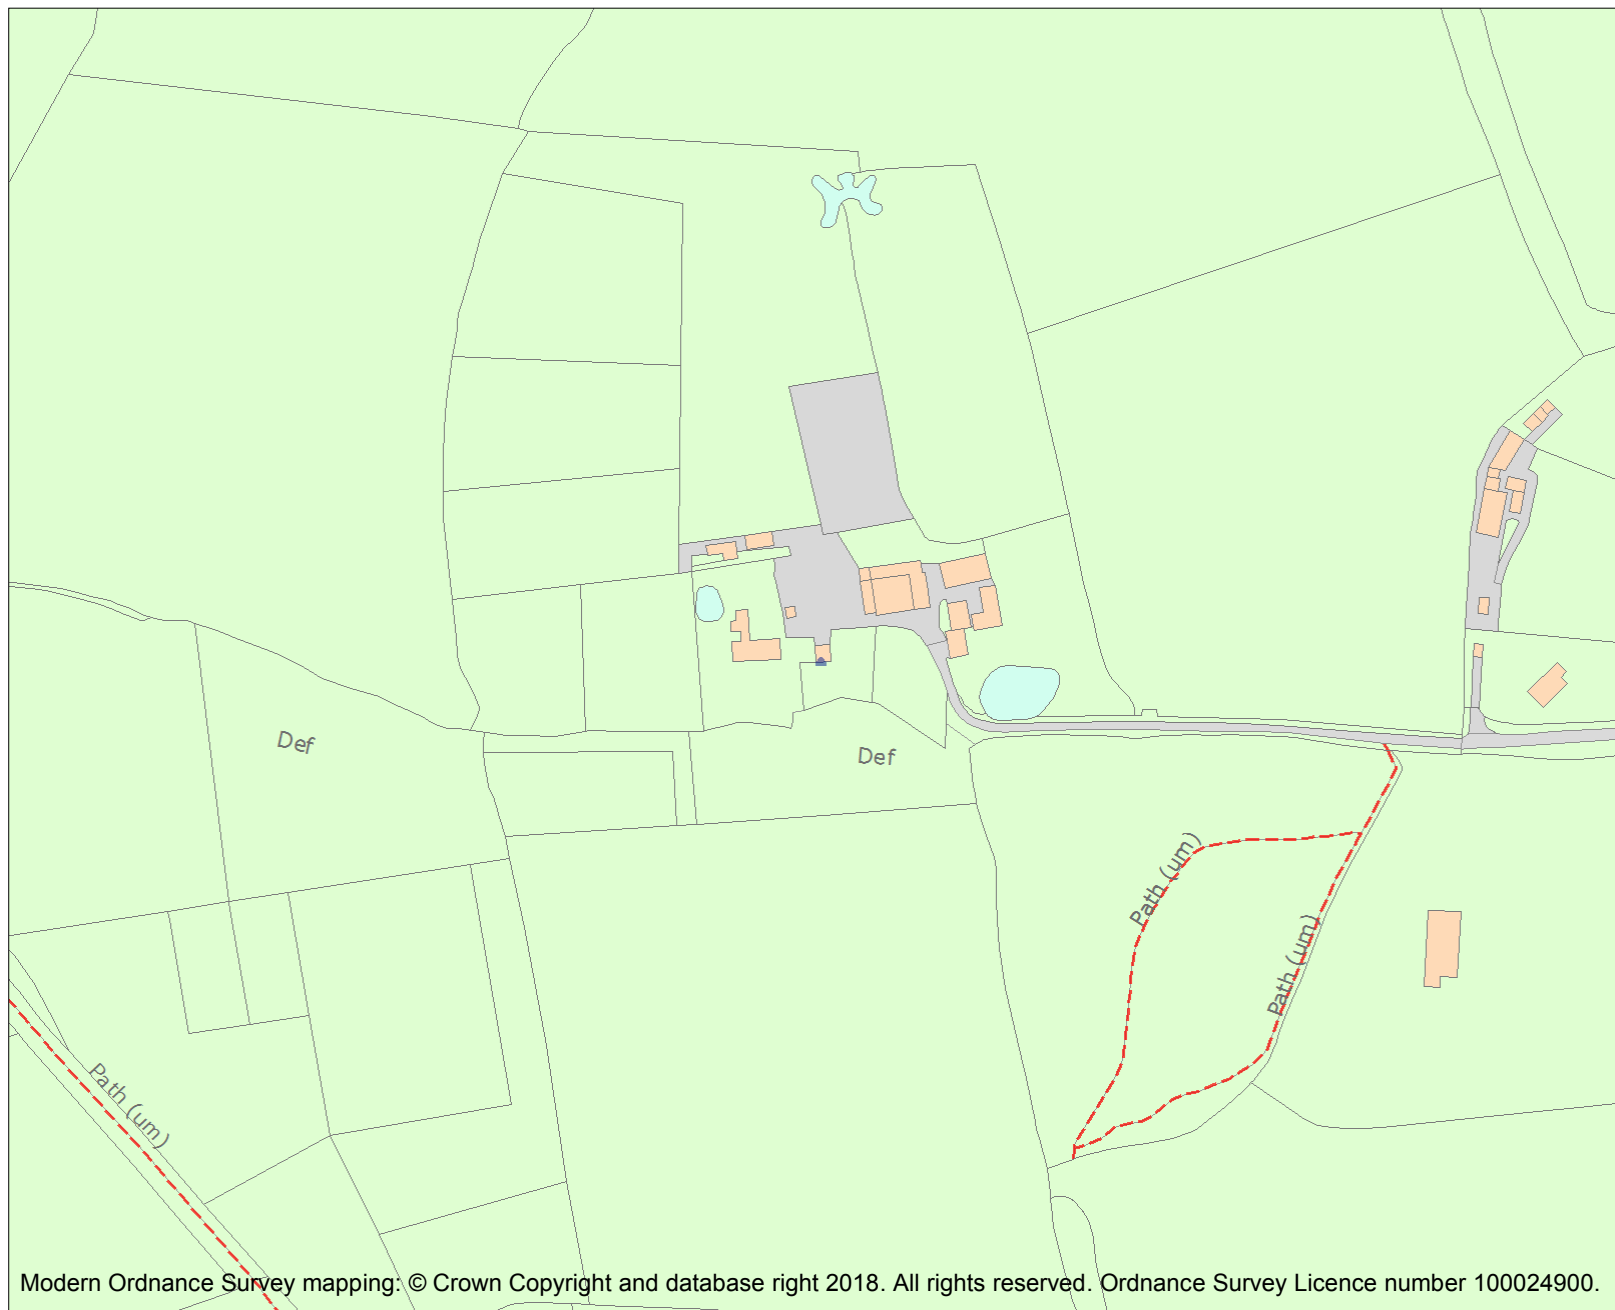 Def
Def
Path (um)
Path (um)
Path (um)
Modern Ordnance Survey mapping: © Crown Copyright and database right 2018. All rights reserved. Ordnance Survey Licence number 100024900.